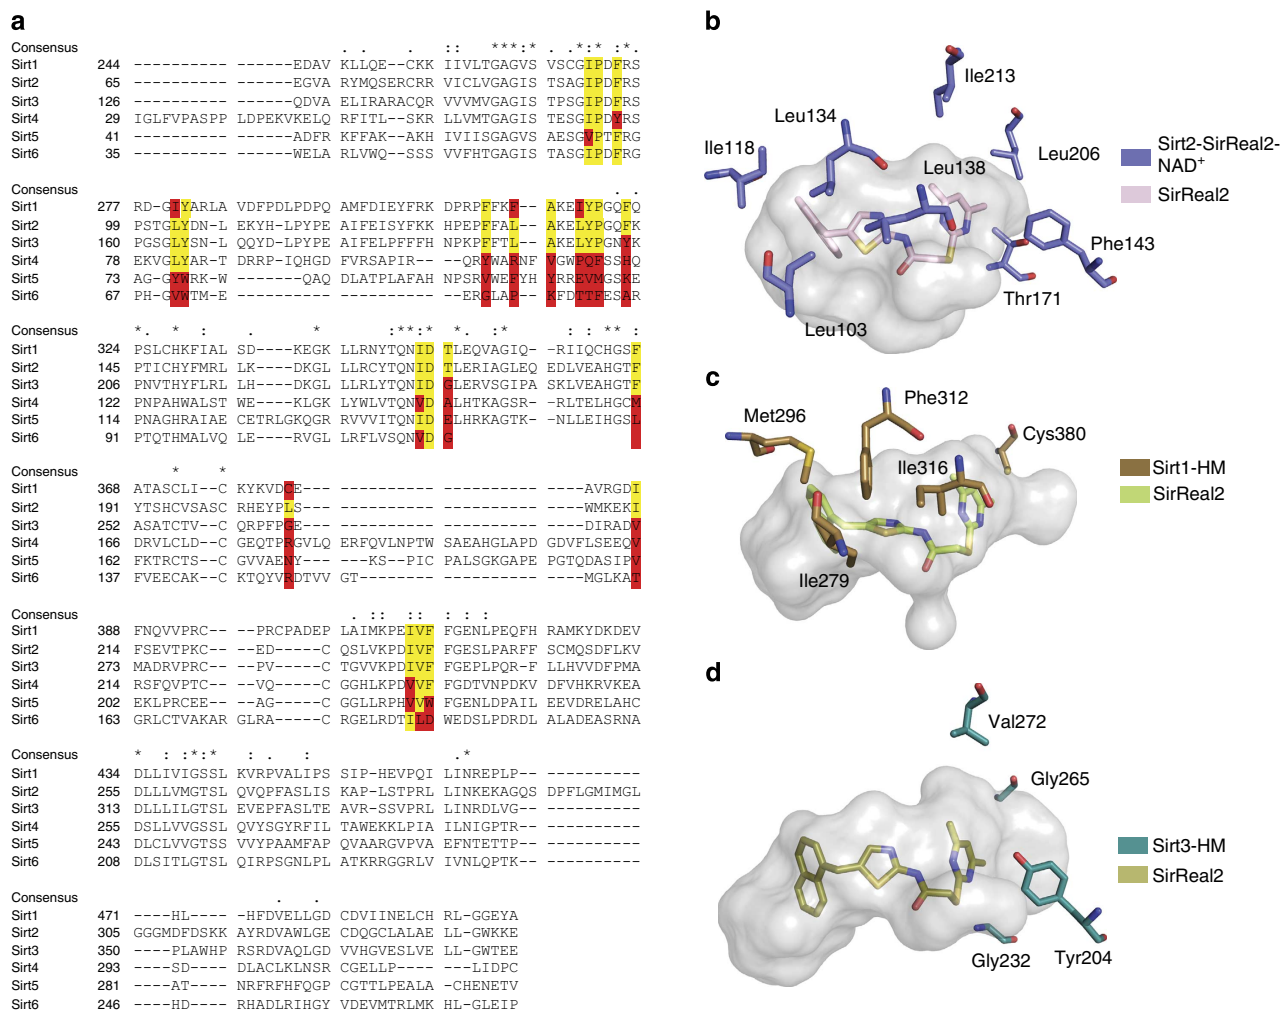 a
Consensus . . . :: ***:* . .*:* :*.
Sirt1 244 ---------- -------EDAV KLLQE--CKK IIVLTGAGVS VSCGIPDFRS
Sirt2 65 ---------- -------EGVA RYMQSERCRR VICLVGAGIS TSAGIPDFRS
Sirt3 126 ---------- -------QDVA ELIRARACQR VVVMVGAGIS TPSGIPDFRS
Sirt4 29 IGLFVPASPP LDPEKVKELQ RFITL--SKR LLVMTGAGIS TESGIPDYRS
Sirt5 41 ---------- -------ADFR KFFAK--AKH IVIISGAGVS AESGVPTFRG
Sirt6 35 ---------- -------WELA RLVWQ--SSS VVFHTGAGIS TASGIPDFRG
Consensus . .
Sirt1 277 RD-GIYARLA VDFPDLPDPQ AMFDIEYFRK DPRPFFKF-- AKEIYPGQFQ
Sirt2 99 PSTGLYDN-L EKYH-LPYPE AIFEISYFKK HPEPFFAL-- AKELYPGQFK
Sirt3 160 PGSGLYSN-L QQYD-LPYPE AIFELPFFFH NPKPFFTL-- AKELYPGNYK
Sirt4 78 EKVGLYAR-T DRRP-IQHGD FVRSAPIR-- -QRYWARNF VGWPQFSSHQ
Sirt5 73 AG-GYWRK-W ------QAQ DLATPLAFAH NPSRVWEFYH YRREVMGSKE
Sirt6 67 PH-GVWTM-E ---------- ---------- -ERGLAP--- KFDTTFESAR
Consensus *. * : . * :**:* *. :* : : ** :
Sirt1 324 PSLCHKFIAL SD----KEGK LLRNYTQNID TLEQVAGIQ- -RIIQCHGSF
Sirt2 145 PTICHYFMRL LK----DKGL LLRCYTQNID TLERIAGLEQ EDLVEAHGTF
Sirt3 206 PNVTHYFLRL LH----DKGL LLRLYTQNID GLERVSGIPA SKLVEAHGTF
Sirt4 122 PNPAHWALST WE----KLGK LYWLVTQNVD ALHTKAGSR- -RLTELHGCM
Sirt5 114 PNAGHRAIAE CETRLGKQGR RVVVITQNID ELHRKAGTK- -NLLEIHGSL
Sirt6 91 PTQTHMALVQ LE----RVGL LRFLVSQNVD G
Consensus * *
Sirt1 368 ATASCLI--C KYKVDCE--- ---------- ---------- ----AVRGDI
Sirt2 191 YTSHCVSASC RHEYPLS--- ---------- ---------- ----WMKEKI
Sirt3 252 ASATCTV--C QRPFPGE--- ---------- ---------- ----DIRADV
Sirt4 166 DRVLCLD--C GEQTPRGVLQ ERFQVLNPTW SAEAHGLAPD GDVFLSEEQV
Sirt5 162 FKTRCTS--C GVVAENY--- ----KS--PIC PALSGKGAPE PGTQDASIPV
Sirt6 137 FVEECAK--C KTQYVRDTVV GT-------- ---------- ----MGLKAT
Consensus . :: :: : : :
Sirt1 388 FNQVVPRC-- --PRCPADEP LAIMKPEIVF FGENLPEQFH RAMKYDKDEV
Sirt2 214 FSEVTPKC-- --ED-----C QSLVKPDIVF FGESLPARFF SCMQSDFLKV
Sirt3 273 MADRVPRC-- --PV-----C TGVVKPDIVF FGEPLPQR-F LLHVVDFPMA
Sirt4 214 RSFQVPTC-- --VQ-----C GGHLKPDVVF FGDTVNPDKV DFVHKRVKEA
Sirt5 202 EKLPRCEE-- --AG-----C GGLLRPHVVW FGENLDPAIL EEVDRELAHC
Sirt6 163 GRLCTVAKAR GLRA-----C RGELRDTILD WEDSLPDRDL ALADEASRNA
Consensus * : :*:* : . : .*
Sirt1 434 DLLIVIGSSL KVRPVALIPS SIP-HEVPQI LINREPLP-- ----------
Sirt2 255 DLLLVMGTSL QVQPFASLIS KAP-LSTPRL LINKEKAGQS DPFLGMIMGL
Sirt3 313 DLLLILGTSL EVEPFASLTE AVR-SSVPRL LINRDLVG-- ----------
Sirt4 255 DSLLVVGSSL QVYSGYRFIL TAWEKKLPIA ILNIGPTR-- ----------
Sirt5 243 DLCLVVGTSS VVYPAAMFAP QVAARGVPVA EFNTETTP-- ----------
Sirt6 208 DLSITLGTSL QIRPSGNLPL ATKRRGGRLV IVNLQPTK-- ----------
Consensus . .
Sirt1 471 ----HL---- -HFDVELLGD CDVIINELCH RL-GGEYA
Sirt2 305 GGGMDFDSKK AYRDVAWLGE CDQGCLALAE LL-GWKKE
Sirt3 350 ----PLAWHP RSRDVAQLGD VVHGVESLVE LL-GWTEE
Sirt4 293 ----SD---- DLACLKLNSR CGELLP---- --LIDPC
Sirt5 281 ----AT---- NRFRFHFQGP CGTTLPEALA -CHENETV
Sirt6 246 ----HD---- RHADLRIHGY VDEVMTRLMK HL-GLEIP
b
Ile213
Leu134
Ile118
Leu206
Leu138
Phe143
Thr171
Leu103
Sirt2-SirReal2-
NAD+
SirReal2
c
Phe312
Met296
Cys380
Ile316
Ile279
Sirt1-HM
SirReal2
d
Val272
Gly265
Gly232
Tyr204
Sirt3-HM
SirReal2